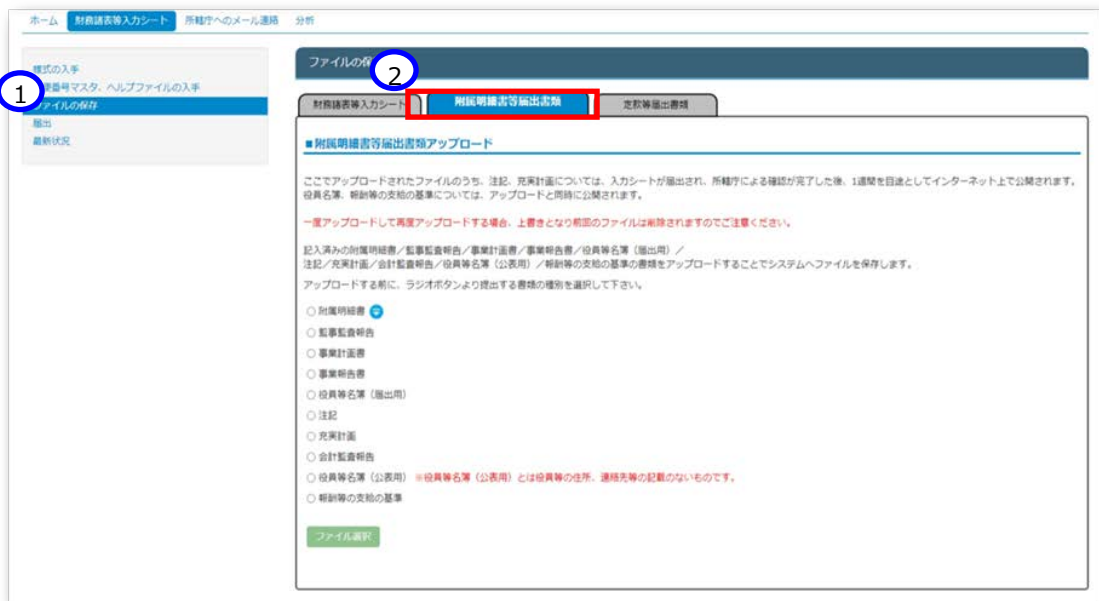 ホーム 財務諸表等入力シート 所轄庁へのメール連絡 分析
様式の入手
便番号マスタ、ヘルプファイルの入手
1
ファイルの保存
届出
最新状況
ファイルの保
2
財務諸表等入力シート 附属明細書等届出書類 定款等届出書類
■附属明細書等届出書類アップロード
ここでアップロードされたファイルのうち、注記、充実計画については、入力シートが届出され、所轄庁による確認が完了した後、1週間を目途としてインターネット上で公開されます。
役員名簿、報酬等の支給の基準については、アップロードと同時に公開されます。
一度アップロードして再度アップロードする場合、上書きとなり前回のファイルは削除されますのでご注意ください。
記入済みの附属明細書／監事監査報告／事業計画書／事業報告書／役員等名簿（届出用）／
注記／充実計画／会計監査報告／役員等名簿（公表用）／報酬等の支給の基準の書類をアップロードすることでシステムへファイルを保存します。
アップロードする前に、ラジオボタンより提出する書類の種別を選択して下さい。
附属明細書
監事監査報告
事業計画書
事業報告書
役員等名簿（届出用）
注記
充実計画
会計監査報告
役員等名簿（公表用） ※役員等名簿（公表用）とは役員等の住所、連絡先等の記載のないものです。
報酬等の支給の基準
ファイル選択